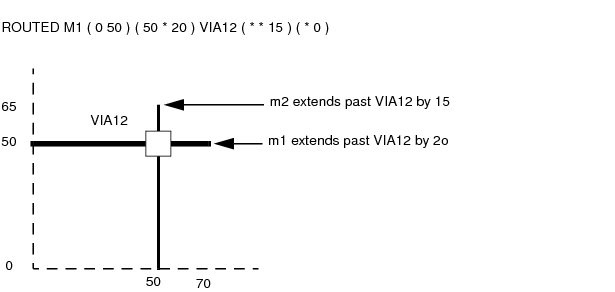 ROUTED M1 ( 0 50 ) ( 50 * 20 ) VIA12 ( * * 15 ) ( * 0 )
65
m2 extends past VIA12 by 15
VIA12
50
m1 extends past VIA12 by 2o
0
50
70